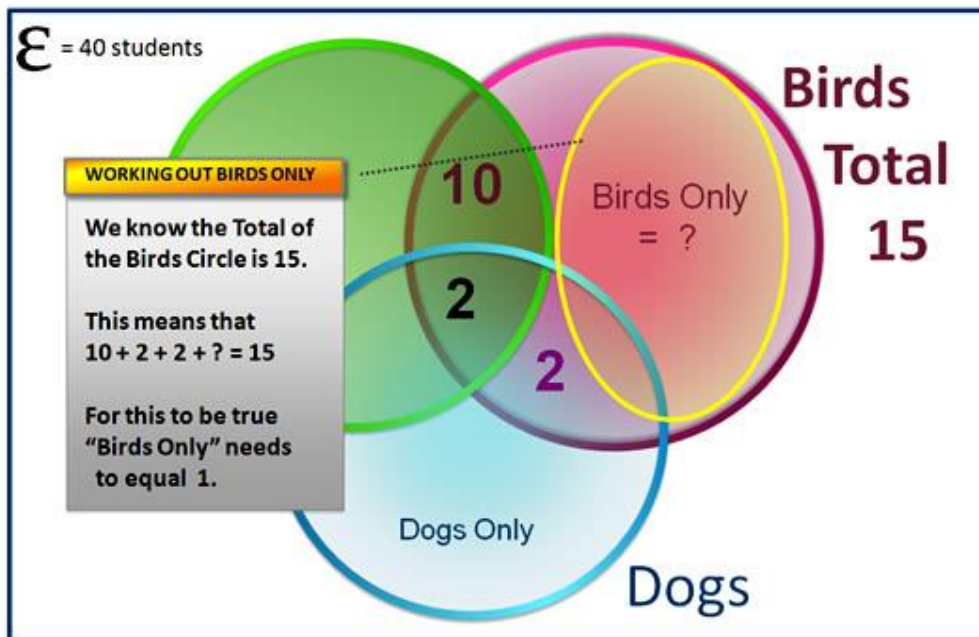 ε = 40 students
Birds
Total
15
WORKING OUT BIRDS ONLY
We know the Total of
the Birds Circle is 15.
This means that
10 + 2 + 2 + ? = 15
For this to be true
“Birds Only” needs
to equal 1.
10
Birds Only
= ?
2
2
Dogs Only
Dogs